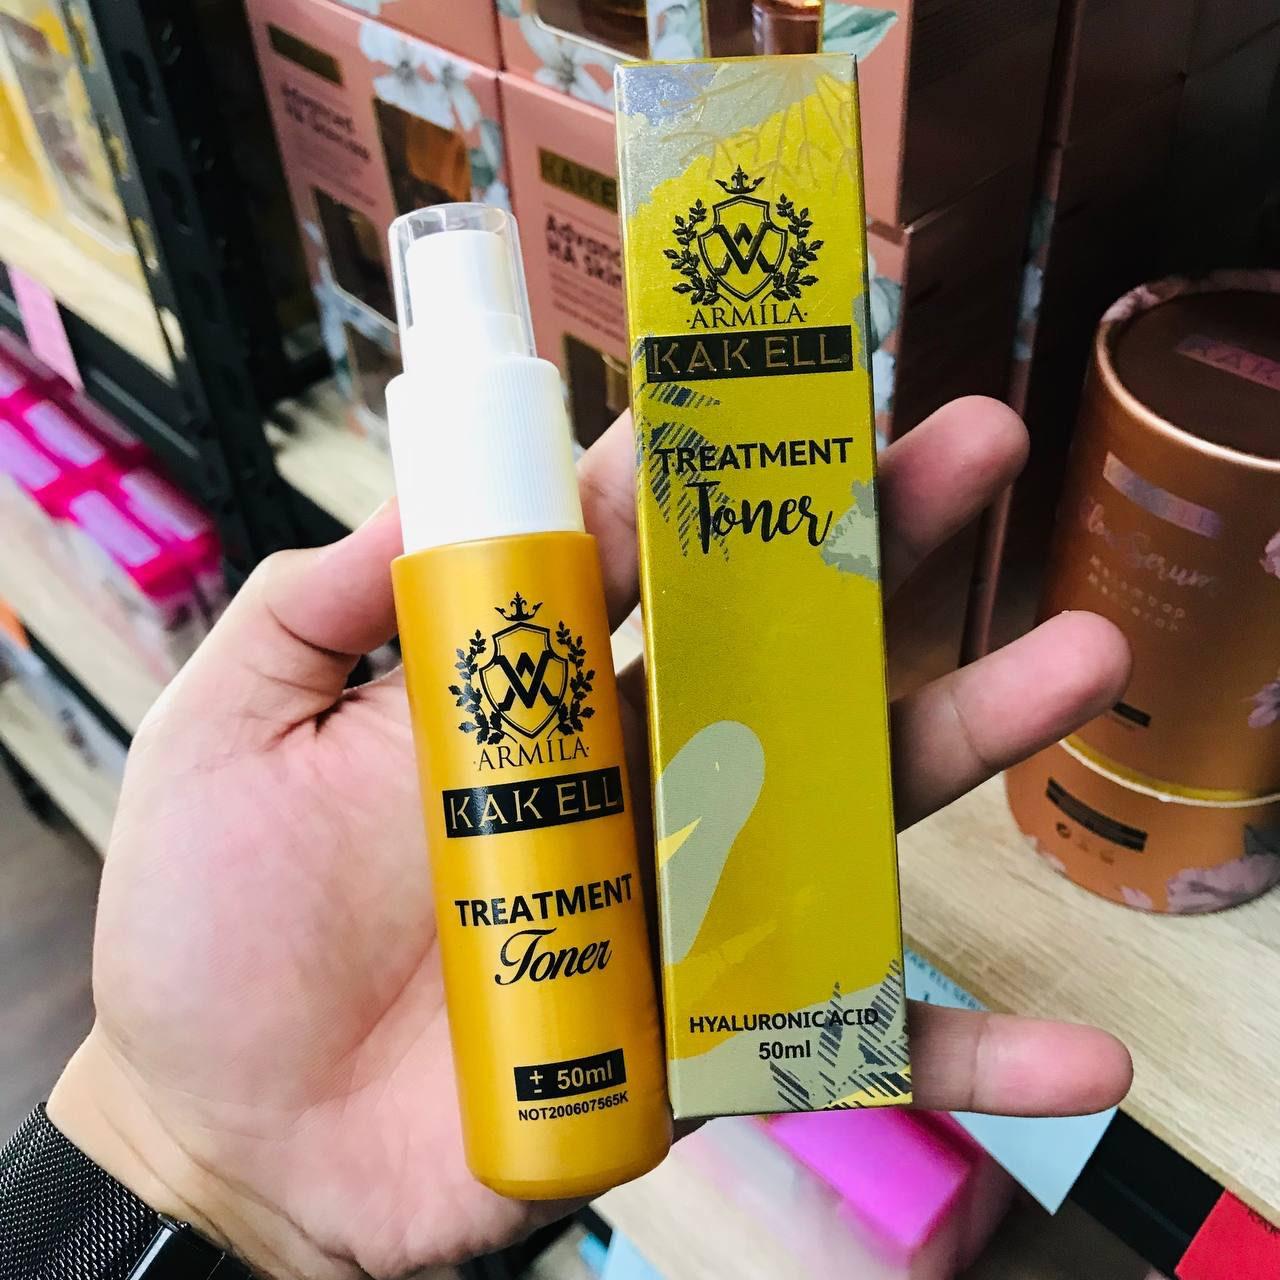 ARMILA
KAK ELL
TREATMENT
Toner
± 50ml
NOT200607565K
·ARMILA·
KAK ELL
TREATMENT
Toner
HYALURONIC ACID
50ml